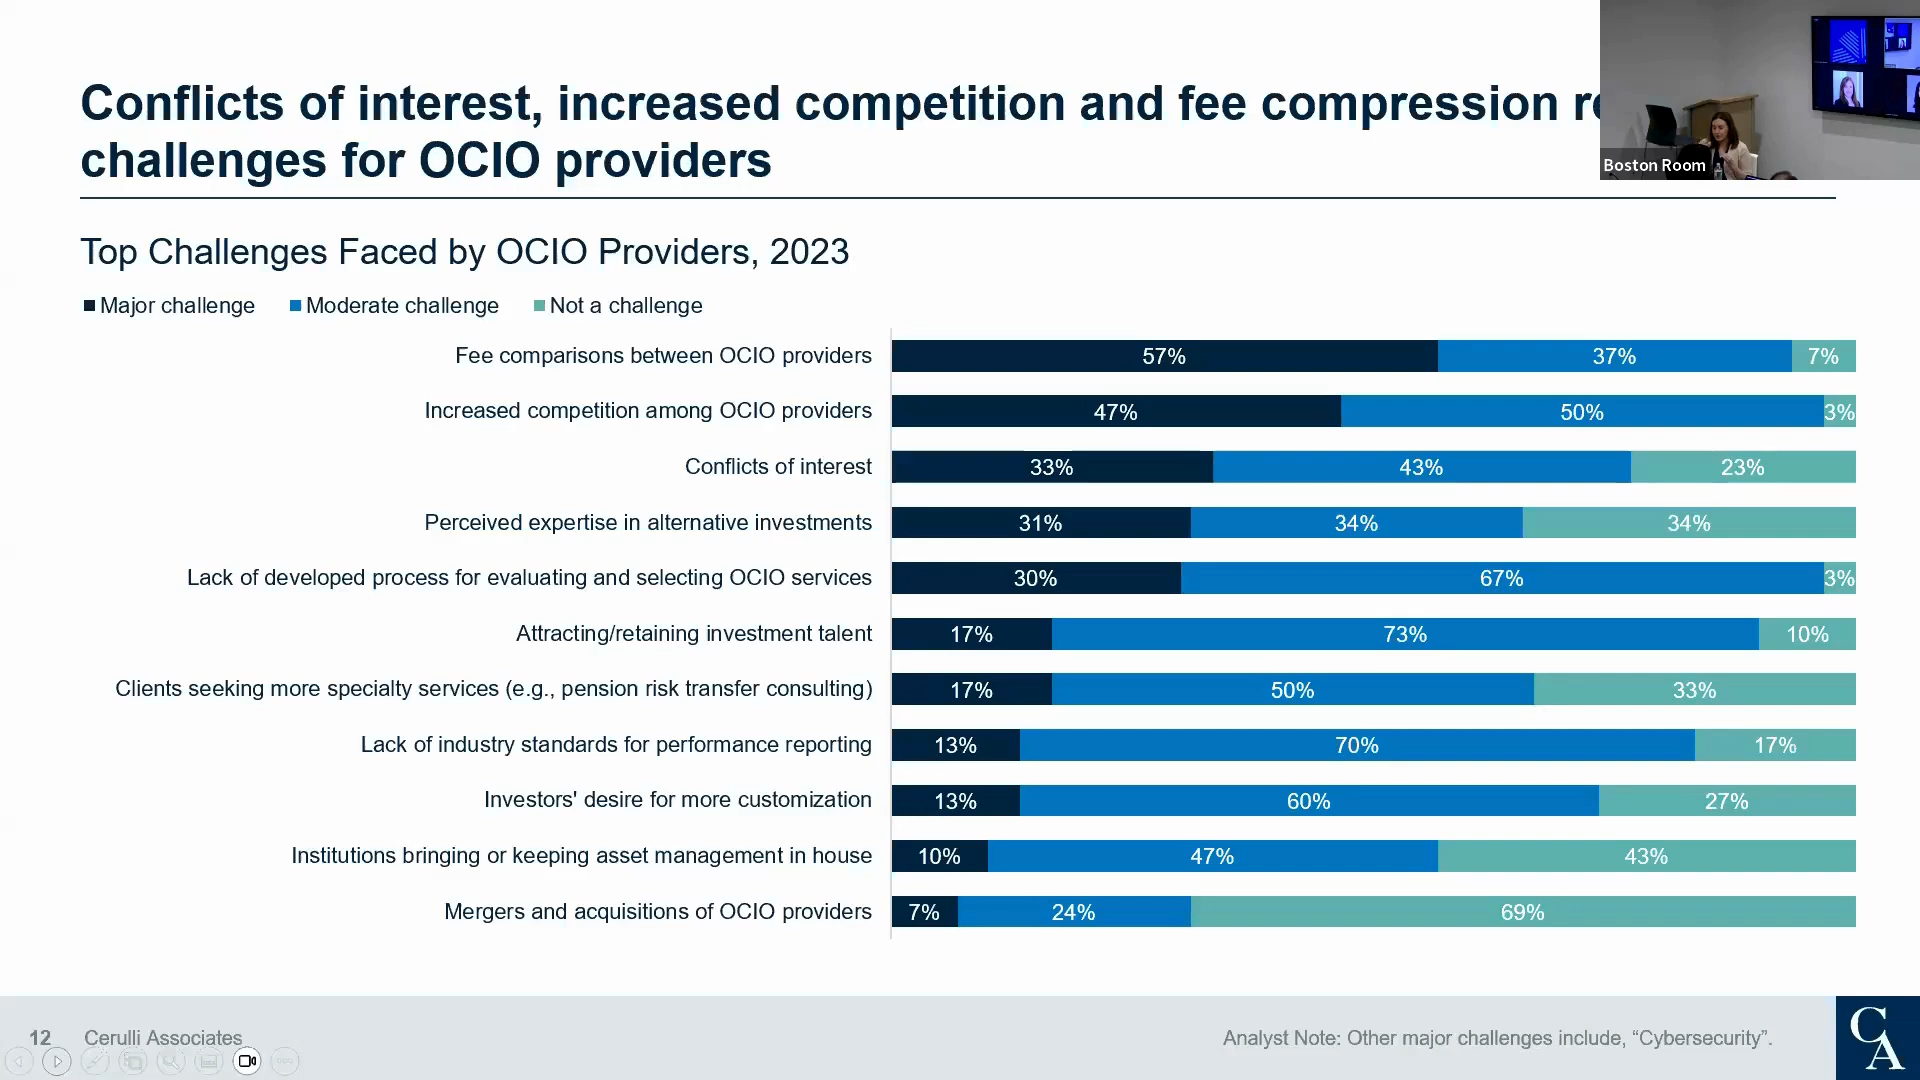 Conflicts of interest, increased competition and fee compression
challenges for OCIO providers
Boston Room
Top Challenges Faced by OCIO Providers, 2023
Major challenge Moderate challenge Not a challenge
Fee comparisons between OCIO providers 57% 37% 7%
Increased competition among OCIO providers 47% 50% 3%
Conflicts of interest 33% 43% 23%
Perceived expertise in alternative investments 31% 34% 34%
Lack of developed process for evaluating and selecting OCIO services 30% 67% 3%
Attracting/retaining investment talent 17% 73% 10%
Clients seeking more specialty services (e.g., pension risk transfer consulting) 17% 50% 33%
Lack of industry standards for performance reporting 13% 70% 17%
Investors' desire for more customization 13% 60% 27%
Institutions bringing or keeping asset management in house 10% 47% 43%
Mergers and acquisitions of OCIO providers 7% 24% 69%
12 Cerulli Associates
Analyst Note: Other major challenges include, “Cybersecurity”.
CA